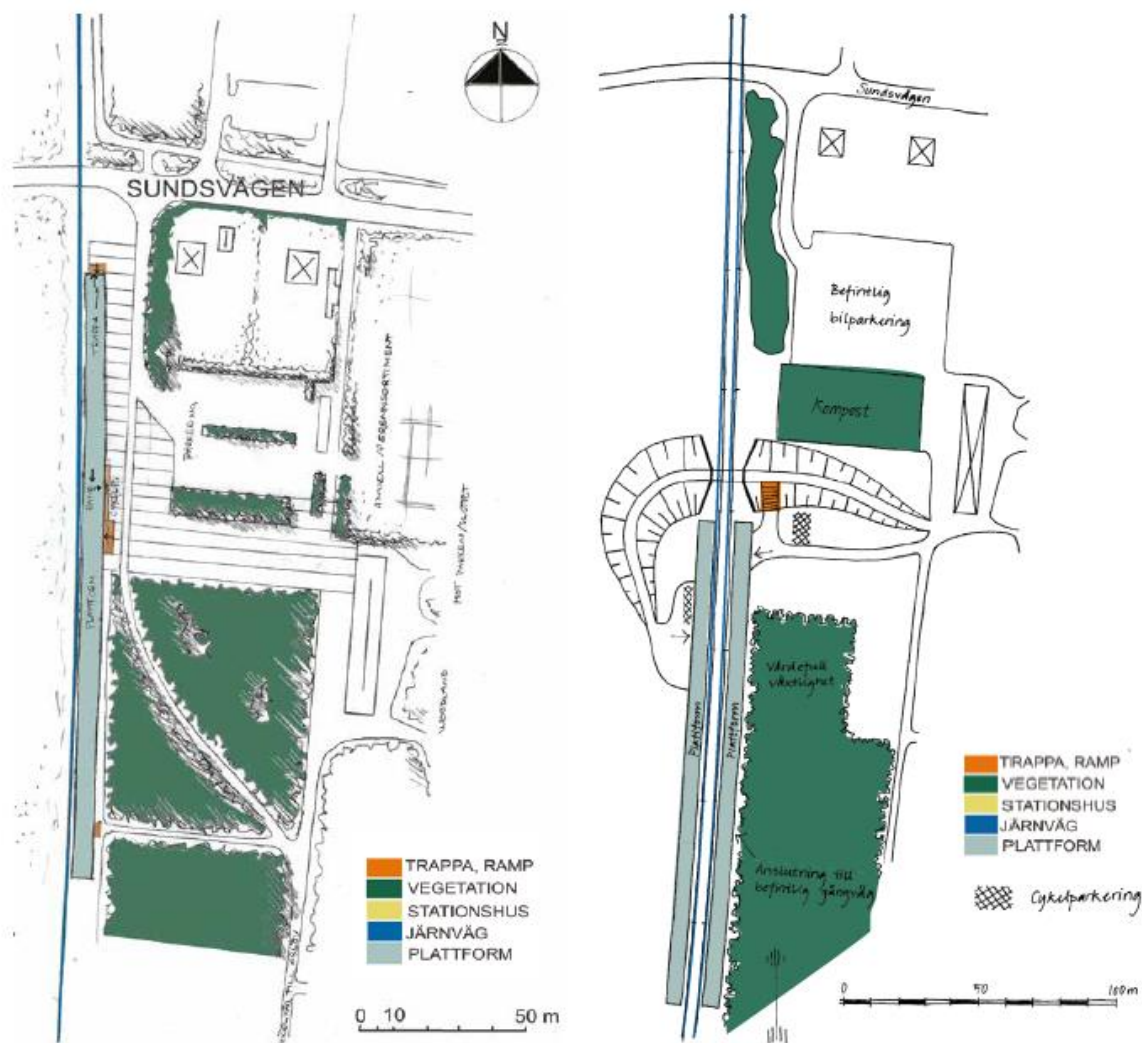 N
SUNDSVÄGEN
PARKERING
PLATTFORM
TRAPPA, RAMP
VEGETATION
STATIONSHUS
JÄRNVÄG
PLATTFORM
0 10 50 m
Sundsvägen
Befintlig
bilparkering
Kompost
Värdefull
växtlighet
Plattform
Plattform
Anslutning till
befintlig gångväg
TRAPPA, RAMP
VEGETATION
STATIONSHUS
JÄRNVÄG
PLATTFORM
Cykelparkering
0 50 100m